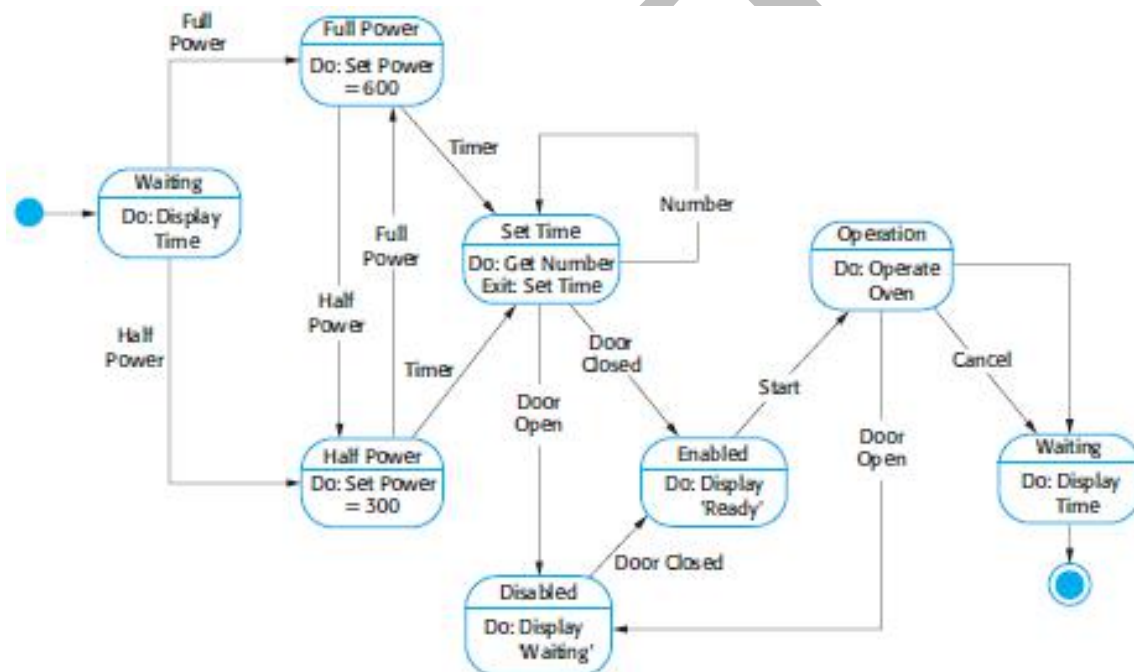 Full
Power
Full Power
Do: Set Power
= 600
Timer
Waiting
Do: Display
Time
Number
Full
Power
Set Time
Do: Get Number
Exit: Set Time
Operation
Do: Operate
Oven
Half
Power
Half
Power
Timer
Door
Closed
Cancel
Start
Door
Open
Door
Open
Half Power
Do: Set Power
= 300
Enabled
Do: Display
'Ready'
Waiting
Do: Display
Time
Door Closed
Disabled
Do: Display
'Waiting'